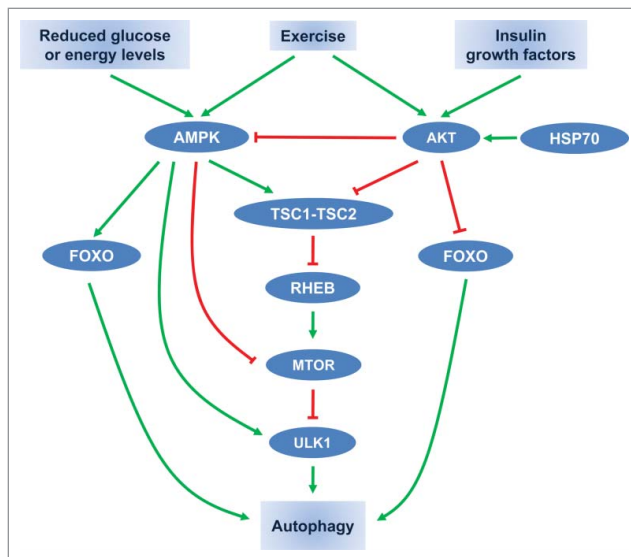 Reduced glucose
or energy levels
Exercise
Insulin
growth factors
AMPK
AKT
HSP70
TSC1-TSC2
FOXO
FOXO
RHEB
MTOR
ULK1
Autophagy